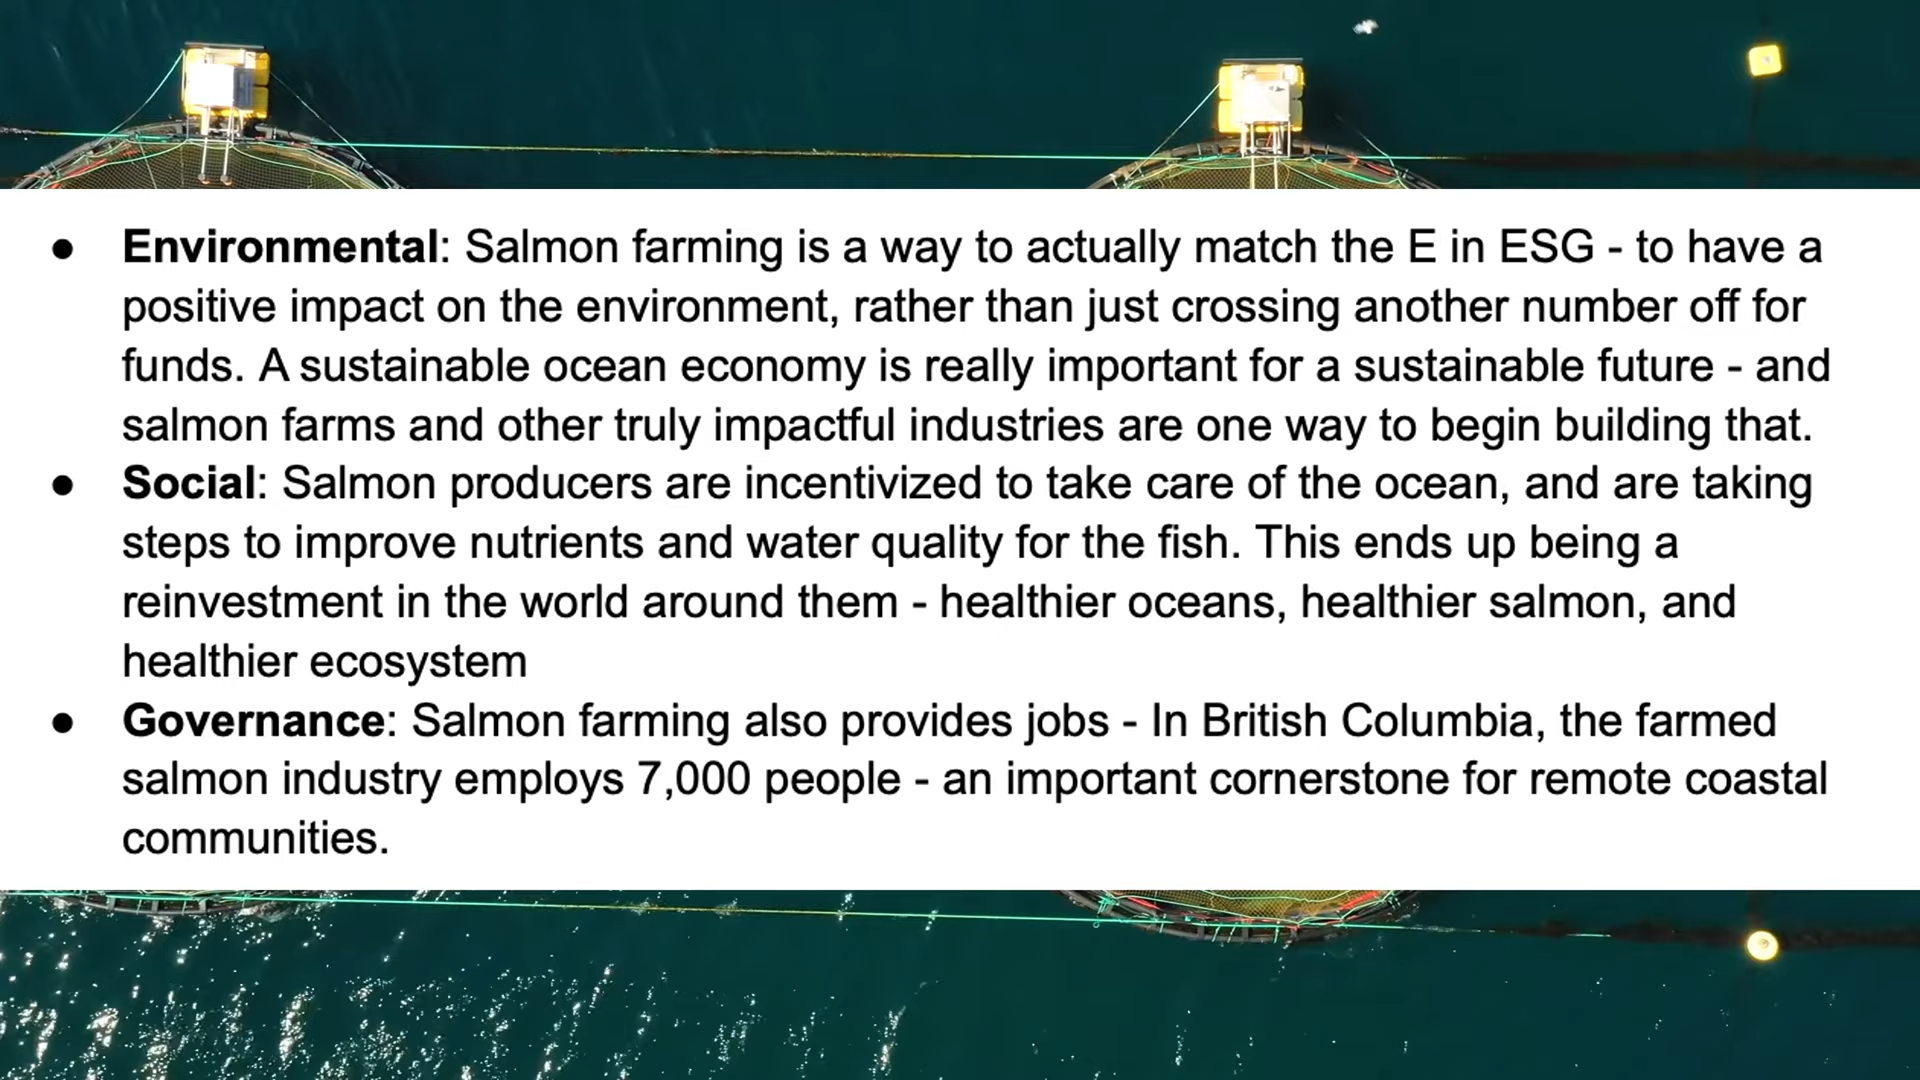 ● Environmental: Salmon farming is a way to actually match the E in ESG - to have a
positive impact on the environment, rather than just crossing another number off for
funds. A sustainable ocean economy is really important for a sustainable future - and
salmon farms and other truly impactful industries are one way to begin building that.
● Social: Salmon producers are incentivized to take care of the ocean, and are taking
steps to improve nutrients and water quality for the fish. This ends up being a
reinvestment in the world around them - healthier oceans, healthier salmon, and
healthier ecosystem
● Governance: Salmon farming also provides jobs - In British Columbia, the farmed
salmon industry employs 7,000 people - an important cornerstone for remote coastal
communities.